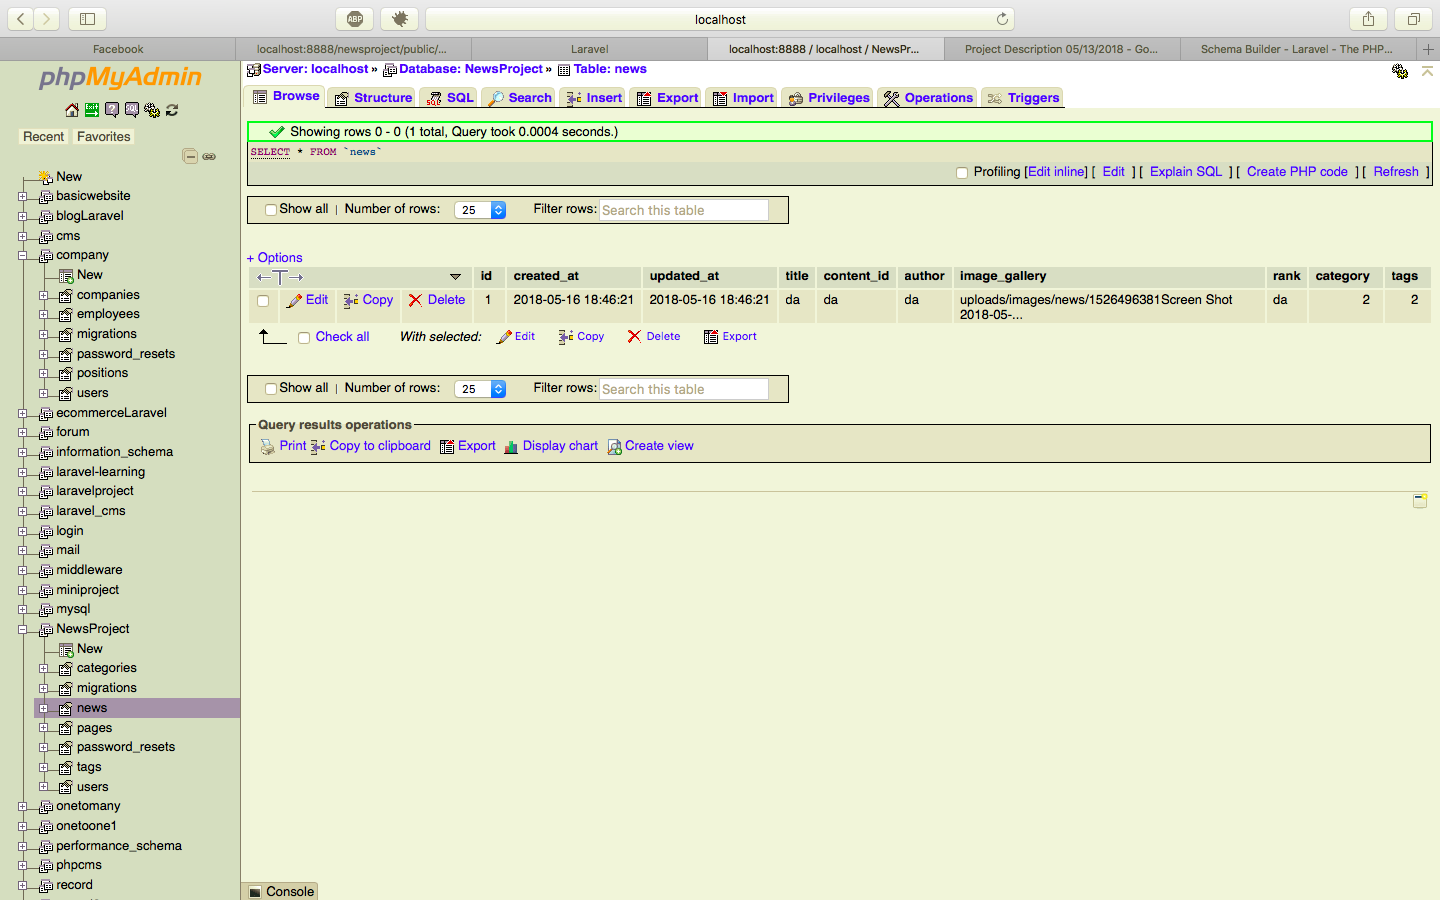 localhost
ABP
Facebook
localhost:8888/newsproject/public/...
Laravel
localhost:8888 / localhost / NewsPr...
Project Description 05/13/2018 - Go...
Schema Builder - Laravel - The PHP...
phpMyAdmin
Recent
Favorites
New
basicwebsite
blogLaravel
cms
company
New
companies
employees
migrations
password_resets
positions
users
ecommerceLaravel
forum
information_schema
laravel-learning
laravelproject
laravel_cms
login
mail
middleware
miniproject
mysql
NewsProject
New
categories
migrations
news
pages
password_resets
tags
users
onetomany
onetoone1
performance_schema
phpcms
record
Server: localhost » Database: NewsProject » Table: news
Browse Structure SQL Search Insert Export Import Privileges Operations Triggers
Showing rows 0 - 0 (1 total, Query took 0.0004 seconds.)
SELECT * FROM `news`
Profiling [Edit inline] [ Edit ] [ Explain SQL ] [ Create PHP code ] [ Refresh ]
Show all | Number of rows: 25 Filter rows: Search this table
+ Options
id created_at updated_at title content_id author image_gallery rank category tags
Edit Copy Delete 1 2018-05-16 18:46:21 2018-05-16 18:46:21 da da da uploads/images/news/1526496381Screen Shot da 2 2
2018-05-...
Check all With selected: Edit Copy Delete Export
Show all | Number of rows: 25 Filter rows: Search this table
Query results operations
Print Copy to clipboard Export Display chart Create view
Console